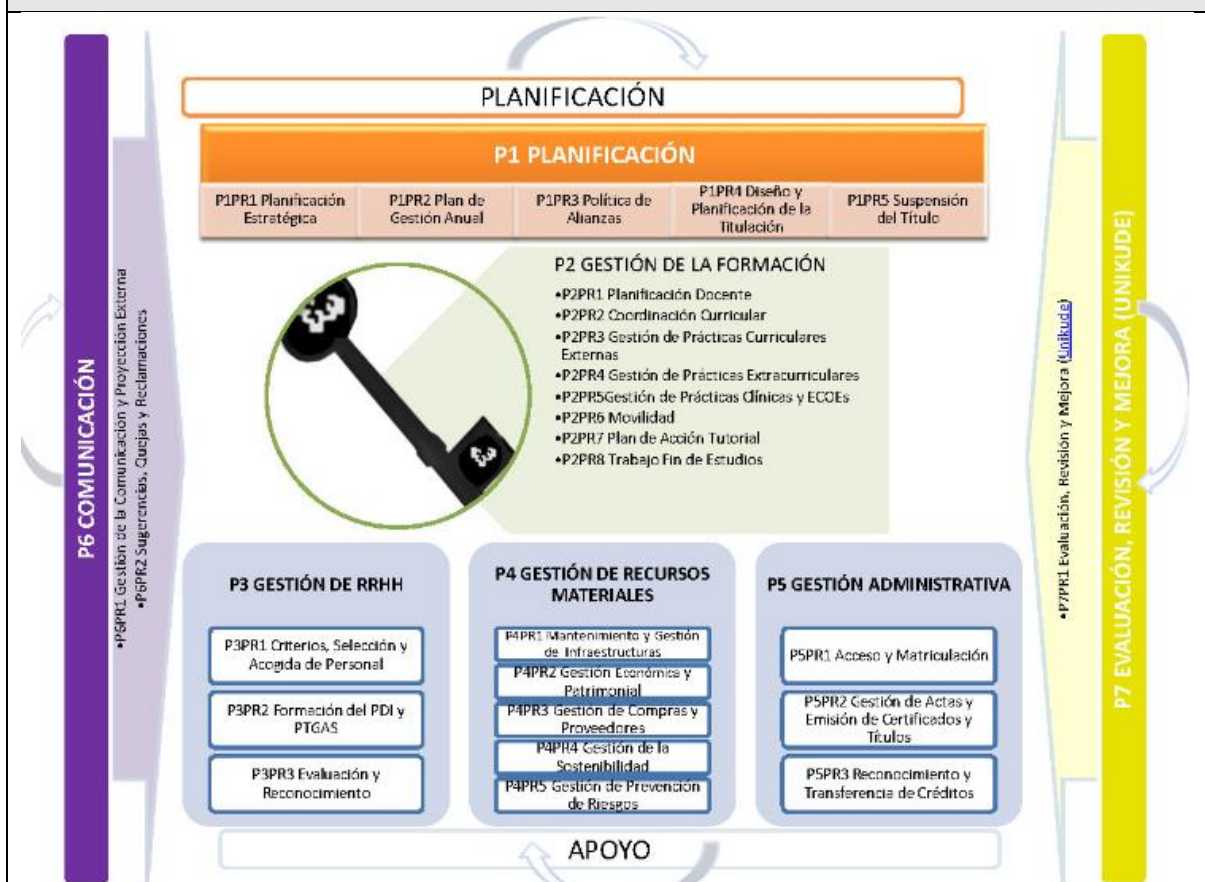 PLANIFICACIÓN
P1 PLANIFICACIÓN
P1PR1 Planificación
Estratégica
P1PR2 Plan de
Gestión Anual
P1PR3 Política de
Alianzas
P1PR4 Diseño y
Planificación de la
Titulación
P1PR5 Suspensión
del Título
P6 COMUNICACIÓN
•P6PR1 Gestión de la Comunicación y Proyección Externa
•P6PR2 Sugerencias, Quejas y Reclamaciones
P2 GESTIÓN DE LA FORMACIÓN
•P2PR1 Planificación Docente
•P2PR2 Coordinación Curricular
•P2PR3 Gestión de Prácticas Curriculares
Externas
•P2PR4 Gestión de Prácticas Extracurriculares
•P2PR5Gestión de Prácticas Clínicas y ECOEs
•P2PR6 Movilidad
•P2PR7 Plan de Acción Tutorial
•P2PR8 Trabajo Fin de Estudios
•P7PR1 Evaluación, Revisión y Mejora (Unikude)
P7 EVALUACIÓN, REVISIÓN Y MEJORA (UNIKUDE)
P3 GESTIÓN DE RRHH
P3PR1 Criterios, Selección y
Acogida de Personal
P3PR2 Formación del PDI y
PTGAS
P3PR3 Evaluación y
Reconocimiento
P4 GESTIÓN DE RECURSOS
MATERIALES
P4PR1 Mantenimiento y Gestión
de Infraestructuras
P4PR2 Gestión Económica y
Patrimonial
P4PR3 Gestión de Compras y
Proveedores
P4PR4 Gestión de la
Sostenibilidad
P4PR5 Gestión de Prevención
de Riesgos
P5 GESTIÓN ADMINISTRATIVA
P5PR1 Acceso y Matriculación
P5PR2 Gestión de Actas y
Emisión de Certificados y
Títulos
P5PR3 Reconocimiento y
Transferencia de Créditos
APOYO